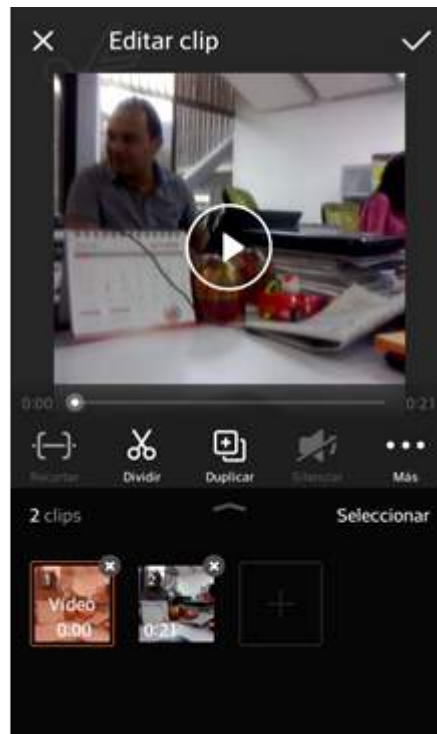 Editar clip
0:00 0:21
Recortar Dividir Duplicar Silenciar Más
2 clips Seleccionar
1 2
Video
0:00 0:21